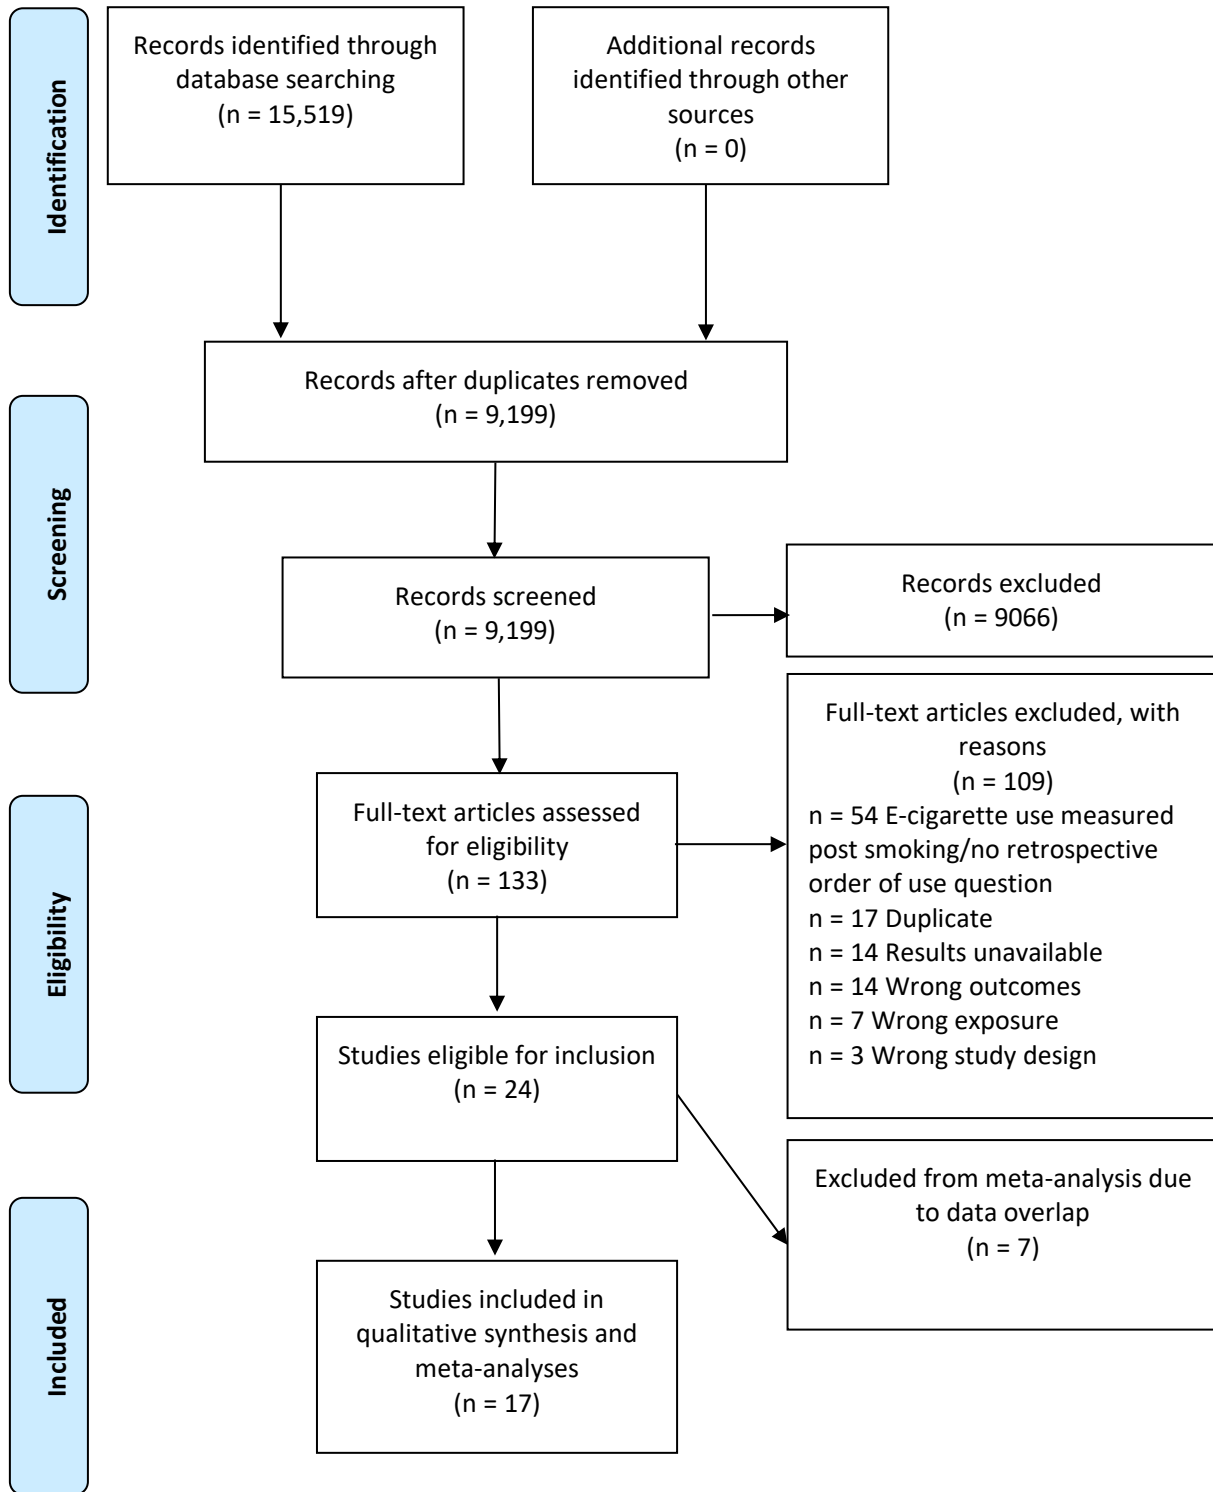 Identification
Records identified through
database searching
(n = 15,519)
Additional records
identified through other
sources
(n = 0)
Records after duplicates removed
(n = 9,199)
Screening
Records screened
(n = 9,199)
Records excluded
(n = 9066)
Eligibility
Full-text articles assessed
for eligibility
(n = 133)
Full-text articles excluded, with
reasons
(n = 109)
n = 54 E-cigarette use measured
post smoking/no retrospective
order of use question
n = 17 Duplicate
n = 14 Results unavailable
n = 14 Wrong outcomes
n = 7 Wrong exposure
n = 3 Wrong study design
Studies eligible for inclusion
(n = 24)
Excluded from meta-analysis due
to data overlap
(n = 7)
Included
Studies included in
qualitative synthesis and
meta-analyses
(n = 17)